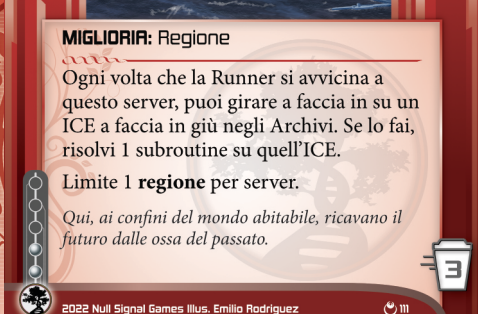 MIGLIORIA: Regione
Ogni volta che la Runner si avvicina a
questo server, puoi girare a faccia in su un
ICE a faccia in giù negli Archivi. Se lo fai,
risolvi 1 subroutine su quell'ICE.
Limite 1 regione per server.
Qui, ai confini del mondo abitabile, ricavano il
futuro dalle ossa del passato.
3
2022 Null Signal Games Illus. Emilio Rodriguez
111